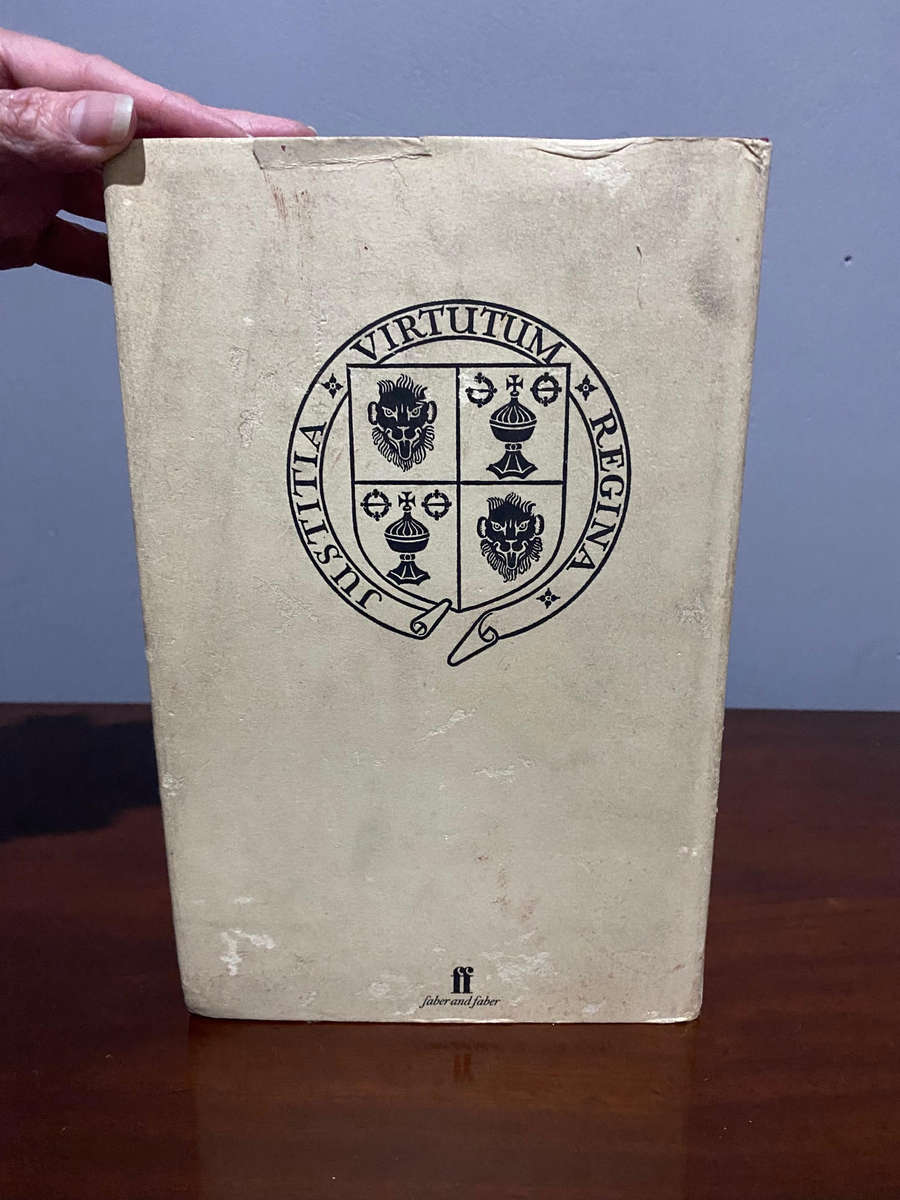 JUSTITIA VIRTUTUM REGINA
ff
faber and faber